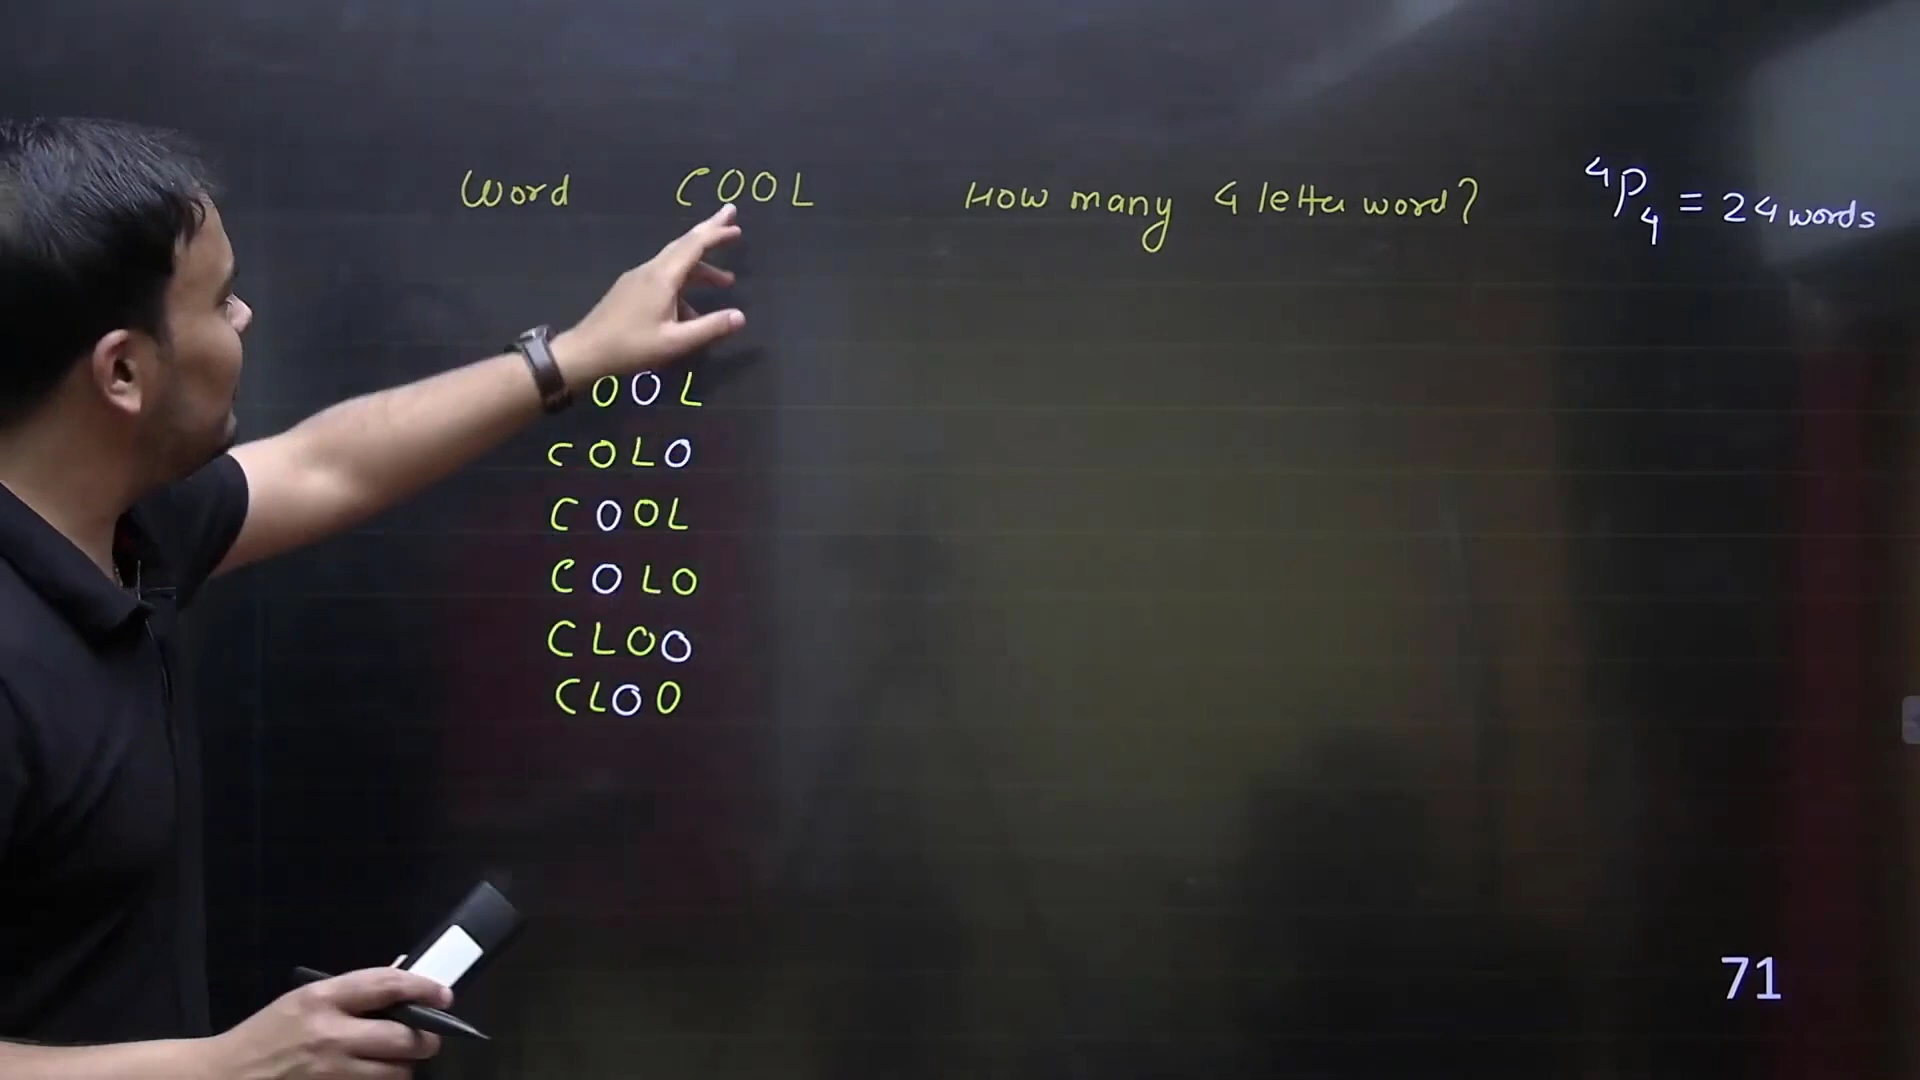 Word COOL How many 4 letter word? ⁴P₄ = 24 words
OOL
COLO
COOL
COLO
CLOO
CLOO
71